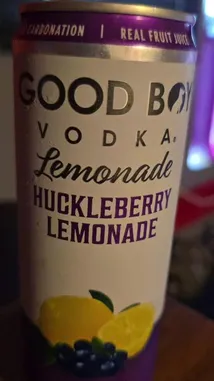 CARBONATION | REAL FRUIT JUICE
GOOD BOY
VODKA®
Lemonade
HUCKLEBERRY
LEMONADE